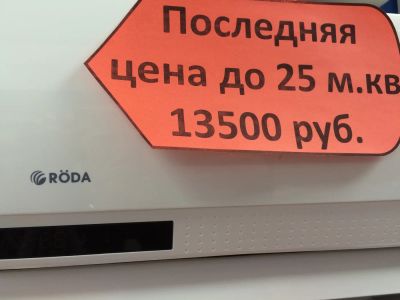 Последняя
цена до 25 м.кв
13500 руб.
RÖDA